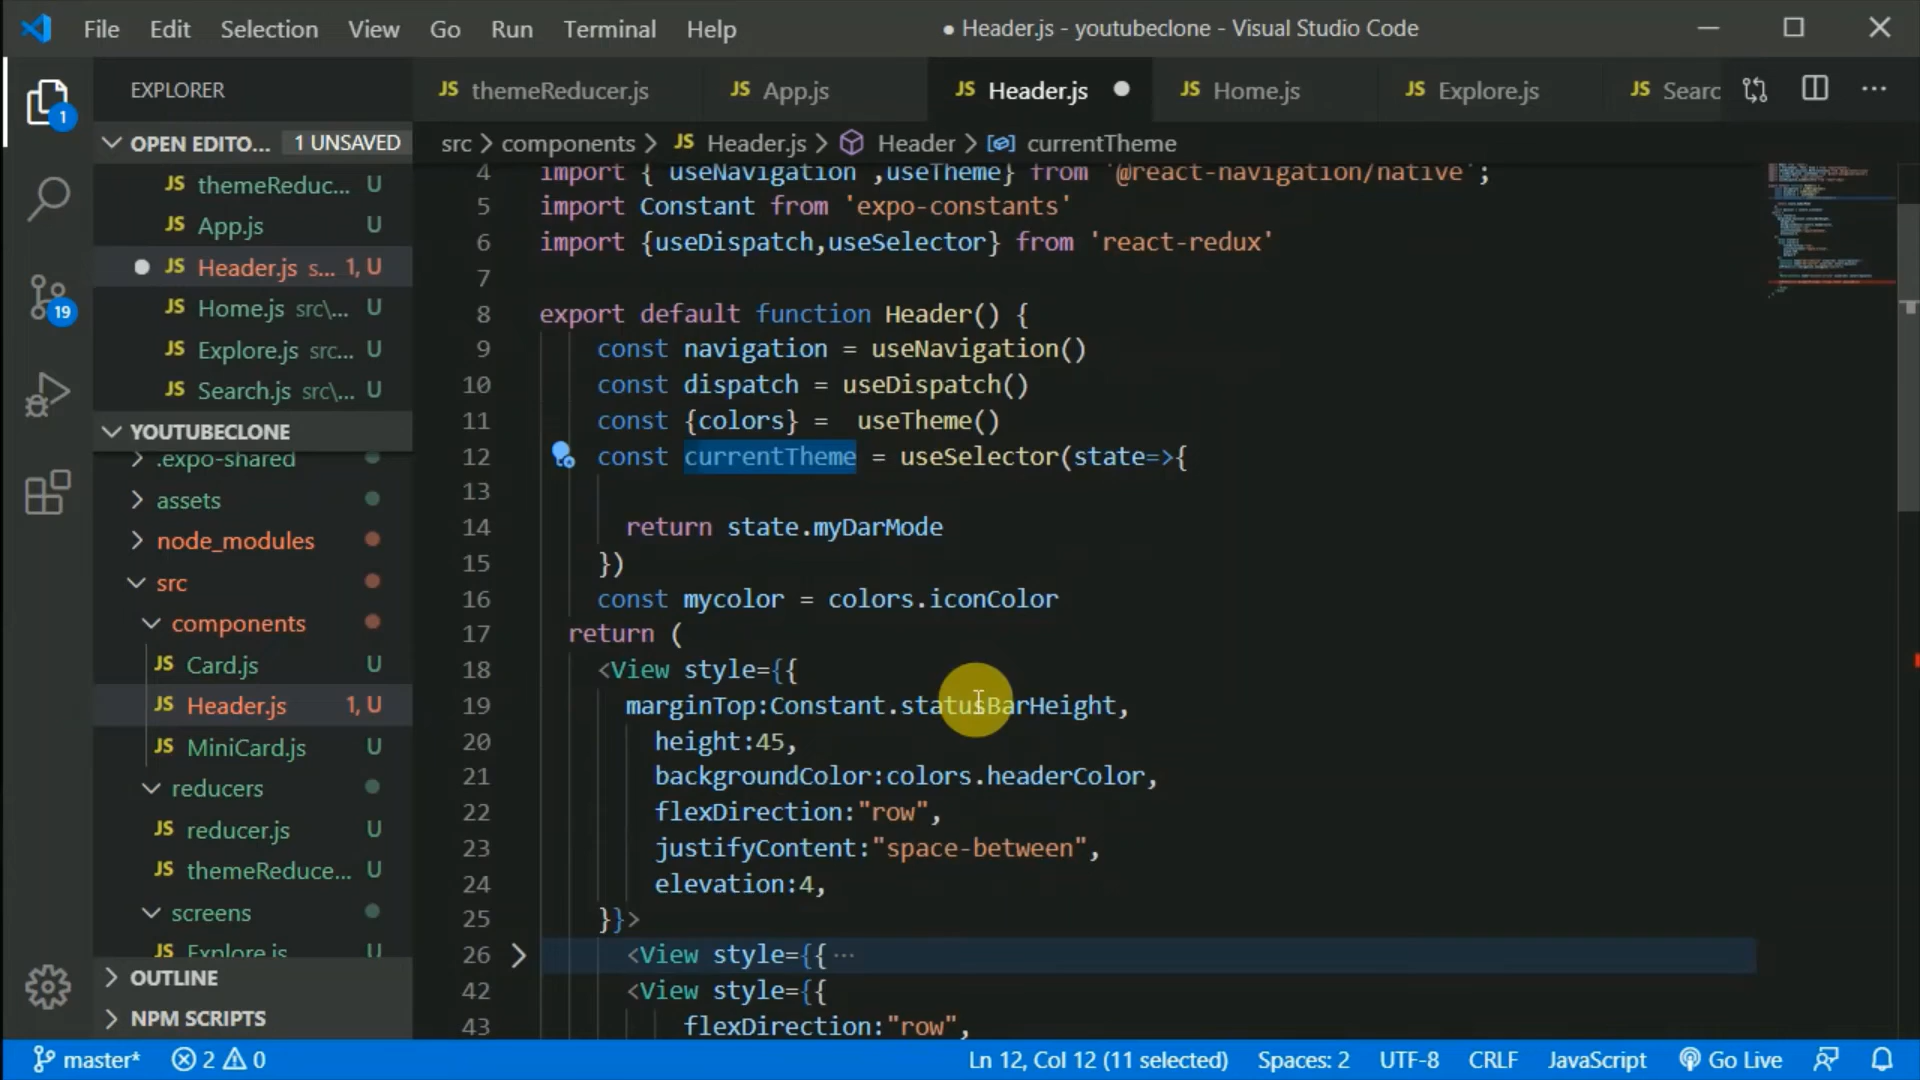 File Edit Selection View Go Run Terminal Help ● Header.js - youtubeclone - Visual Studio Code
EXPLORER
JS themeReducer.js JS App.js JS Header.js JS Home.js JS Explore.js JS Searc
OPEN EDITO... 1 UNSAVED
src > components > JS Header.js > Header > currentTheme
JS themeReduc... U
JS App.js U
JS Header.js s... 1, U
JS Home.js src\... U
JS Explore.js src... U
JS Search.js src\... U
YOUTUBECLONE
.expo-shared
assets
node_modules
src
components
JS Card.js U
JS Header.js 1, U
JS MiniCard.js U
reducers
JS reducer.js U
JS themeReduce... U
screens
JS Explore.js U
OUTLINE
NPM SCRIPTS
1
19
4 import { useNavigation ,useTheme} from '@react-navigation/native';
5 import Constant from 'expo-constants'
6 import {useDispatch,useSelector} from 'react-redux'
7
8 export default function Header() {
9 const navigation = useNavigation()
10 const dispatch = useDispatch()
11 const {colors} =  useTheme()
12 const currentTheme = useSelector(state=>{
13
14 return state.myDarMode
15 })
16 const mycolor = colors.iconColor
17 return (
18 <View style={{
19 marginTop:Constant.statusBarHeight,
20 height:45,
21 backgroundColor:colors.headerColor,
22 flexDirection:"row",
23 justifyContent:"space-between",
24 elevation:4,
25 }}>
26 <View style={{ ···
42 <View style={{
43 flexDirection:"row",
master* 2 0 Ln 12, Col 12 (11 selected) Spaces: 2 UTF-8 CRLF JavaScript Go Live